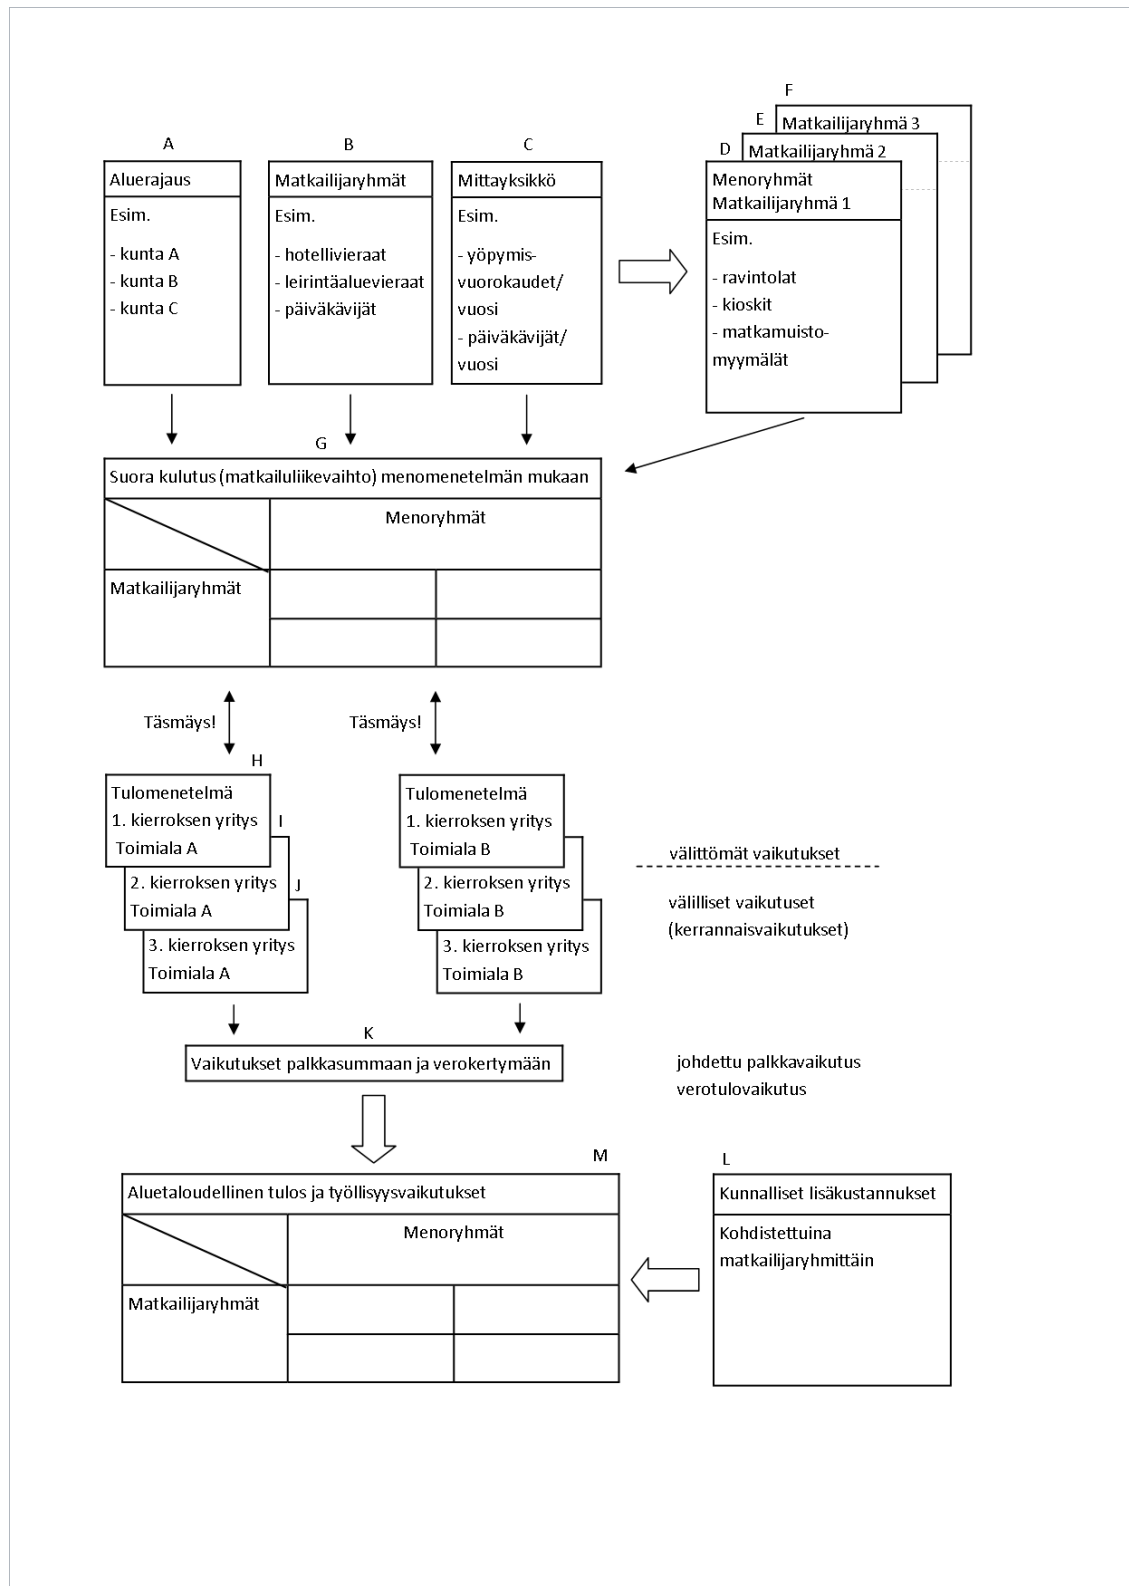 F
E
Matkailijaryhmä 3
D
Matkailijaryhmä 2
A
B
C
Aluerajaus
Esim.
- kunta A
- kunta B
- kunta C
Matkailijaryhmät
Esim.
- hotellivieraat
- leirintäaluevieraat
- päiväkävijät
Mittayksikkö
Esim.
- yöpymis-
vuorokaudet/
vuosi
- päiväkävijät/
vuosi
Menoryhmät
Matkailijaryhmä 1
Esim.
- ravintolat
- kioskit
- matkamuisto-
myymälät
G
Suora kulutus (matkailuliikevaihto) menomenetelmän mukaan
Menoryhmät
Matkailijaryhmät
Täsmäys!
Täsmäys!
H
Tulomenetelmä
1. kierroksen yritys
Toimiala A
I
2. kierroksen yritys
Toimiala A
J
3. kierroksen yritys
Toimiala A
Tulomenetelmä
1. kierroksen yritys
Toimiala B
2. kierroksen yritys
Toimiala B
3. kierroksen yritys
Toimiala B
välittömät vaikutukset
välilliset vaikutuset
(kerrannaisvaikutukset)
K
Vaikutukset palkkasummaan ja verokertymään
johdettu palkkavaikutus
verotulovaikutus
M
Aluetaloudellinen tulos ja työllisyysvaikutukset
Menoryhmät
Matkailijaryhmät
L
Kunnalliset lisäkustannukset
Kohdistettuina
matkailijaryhmittäin